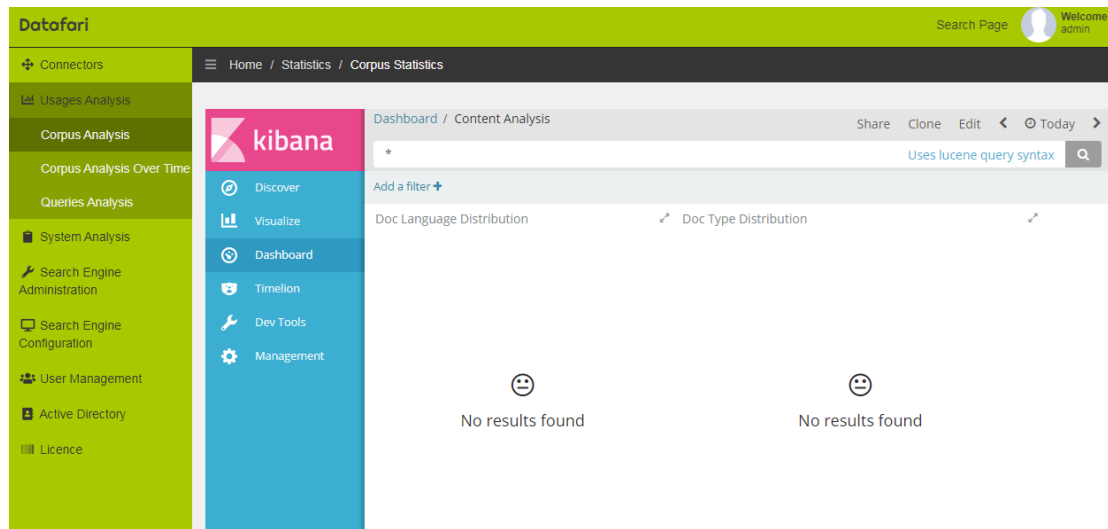 Datafari
Search Page
Welcome
admin
Connectors
Usages Analysis
Corpus Analysis
Corpus Analysis Over Time
Queries Analysis
System Analysis
Search Engine
Administration
Search Engine
Configuration
User Management
Active Directory
Licence
Home / Statistics / Corpus Statistics
kibana
Discover
Visualize
Dashboard
Timelion
Dev Tools
Management
Dashboard / Content Analysis
Share Clone Edit Today
*
Uses lucene query syntax
Add a filter +
Doc Language Distribution
Doc Type Distribution
No results found
No results found